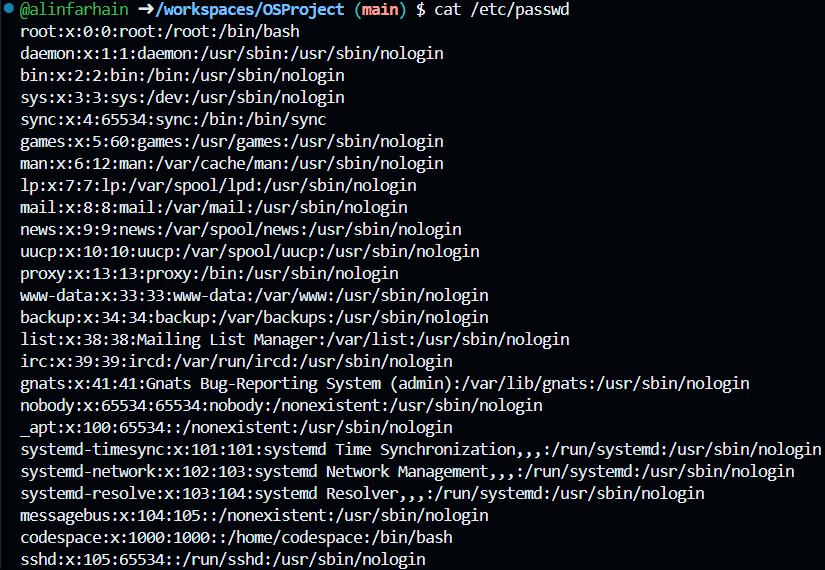 @alinfarhain ➜/workspaces/OSProject (main) $ cat /etc/passwd
root:x:0:0:root:/root:/bin/bash
daemon:x:1:1:daemon:/usr/sbin:/usr/sbin/nologin
bin:x:2:2:bin:/bin:/usr/sbin/nologin
sys:x:3:3:sys:/dev:/usr/sbin/nologin
sync:x:4:65534:sync:/bin:/bin/sync
games:x:5:60:games:/usr/games:/usr/sbin/nologin
man:x:6:12:man:/var/cache/man:/usr/sbin/nologin
lp:x:7:7:lp:/var/spool/lpd:/usr/sbin/nologin
mail:x:8:8:mail:/var/mail:/usr/sbin/nologin
news:x:9:9:news:/var/spool/news:/usr/sbin/nologin
uucp:x:10:10:uucp:/var/spool/uucp:/usr/sbin/nologin
proxy:x:13:13:proxy:/bin:/usr/sbin/nologin
www-data:x:33:33:www-data:/var/www:/usr/sbin/nologin
backup:x:34:34:backup:/var/backups:/usr/sbin/nologin
list:x:38:38:Mailing List Manager:/var/list:/usr/sbin/nologin
irc:x:39:39:ircd:/var/run/ircd:/usr/sbin/nologin
gnats:x:41:41:Gnats Bug-Reporting System (admin):/var/lib/gnats:/usr/sbin/nologin
nobody:x:65534:65534:nobody:/nonexistent:/usr/sbin/nologin
_apt:x:100:65534::/nonexistent:/usr/sbin/nologin
systemd-timesync:x:101:101:systemd Time Synchronization,,,:/run/systemd:/usr/sbin/nologin
systemd-network:x:102:103:systemd Network Management,,,:/run/systemd:/usr/sbin/nologin
systemd-resolve:x:103:104:systemd Resolver,,,:/run/systemd:/usr/sbin/nologin
messagebus:x:104:105::/nonexistent:/usr/sbin/nologin
codespace:x:1000:1000::/home/codespace:/bin/bash
sshd:x:105:65534::/run/sshd:/usr/sbin/nologin